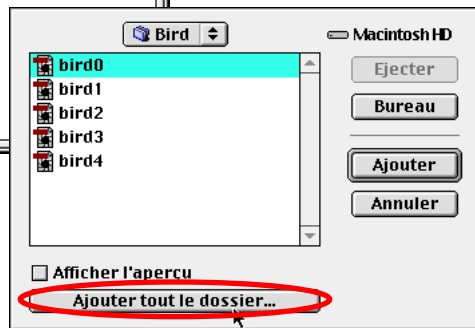 Bird
Macintosh HD
bird0
bird1
bird2
bird3
bird4
Ejecter
Bureau
Ajouter
Annuler
Afficher l'aperçu
Ajouter tout le dossier...